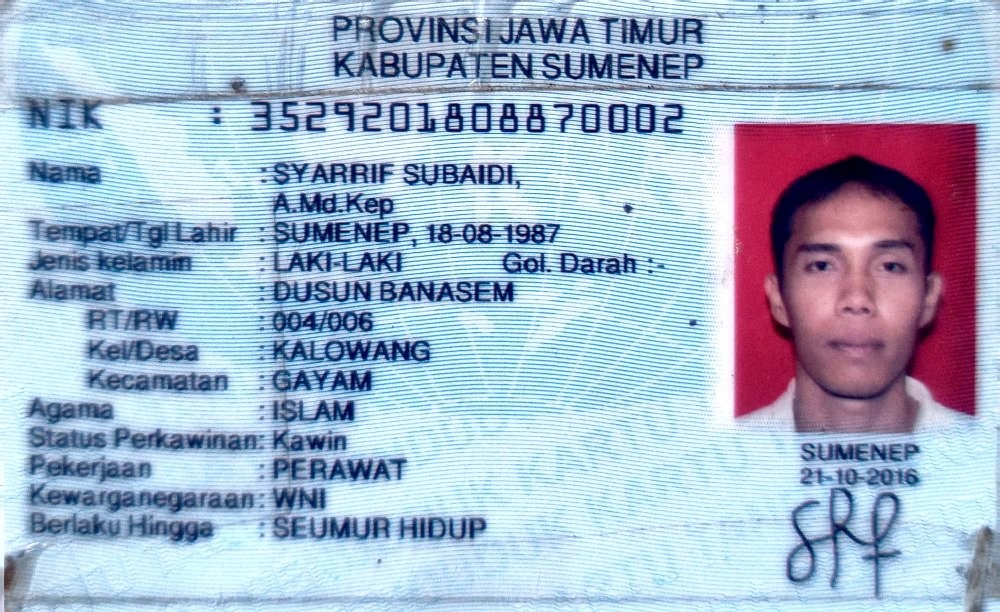 PROVINSI JAWA TIMUR
KABUPATEN SUMENEP
NIK : 3529201808870002
Nama : SYARRIF SUBAIDI,
A.Md.Kep
Tempat/Tgl Lahir : SUMENEP, 18-08-1987
Jenis kelamin : LAKI-LAKI Gol. Darah :-
Alamat : DUSUN BANASEM
RT/RW : 004/006
Kel/Desa : KALOWANG
Kecamatan : GAYAM
Agama : ISLAM
Status Perkawinan: Kawin
Pekerjaan : PERAWAT
Kewarganegaraan : WNI
Berlaku Hingga : SEUMUR HIDUP
SUMENEP
21-10-2016